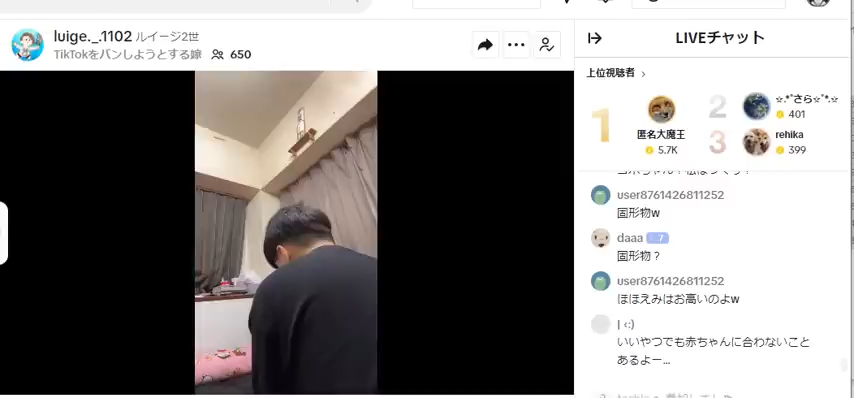 luige._.1102 ルイージ2世
TikTokをバンしようとする嫁 650
LIVEチャット
上位視聴者
1
匿名大魔王
5.7K
2
☆.*˚さら☆˚*.☆
401
3
rehika
399
user8761426811252
固形物w
daaa 7
固形物？
user8761426811252
ほほえみはお高いのよw
| ‹:)
いいやつでも赤ちゃんに合わないこと
あるよー...